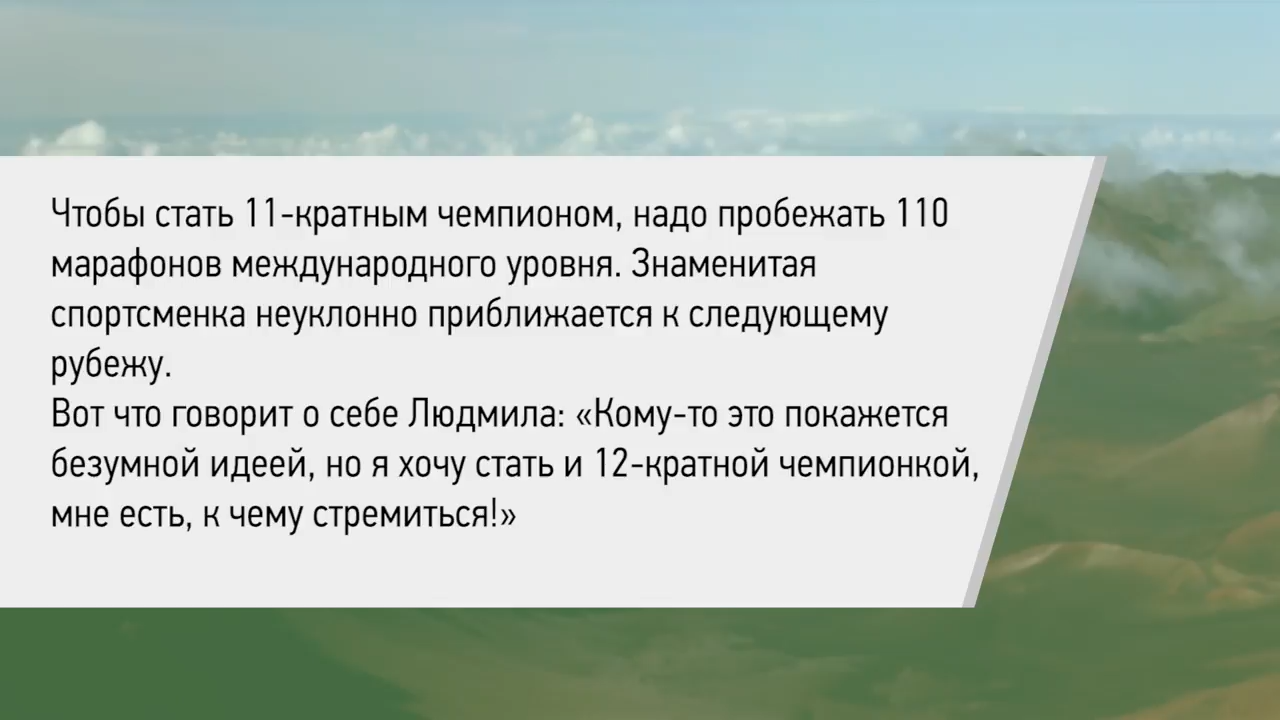 Чтобы стать 11-кратным чемпионом, надо пробежать 110
марафонов международного уровня. Знаменитая
спортсменка неуклонно приближается к следующему
рубежу.
Вот что говорит о себе Людмила: «Кому-то это покажется
безумной идеей, но я хочу стать и 12-кратной чемпионкой,
мне есть, к чему стремиться!»